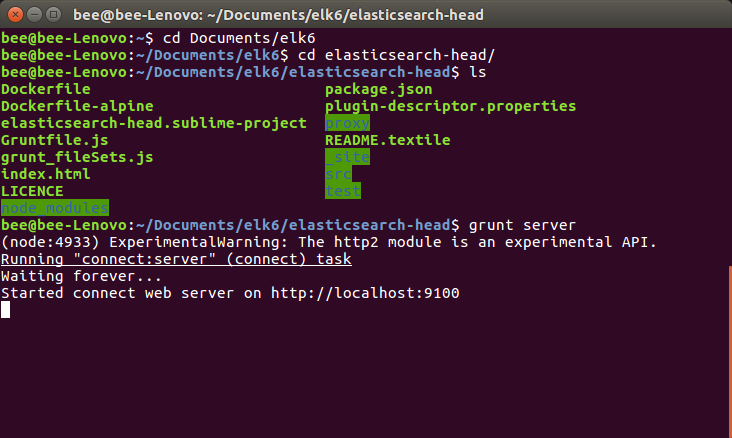 bee@bee-Lenovo: ~/Documents/elk6/elasticsearch-head
bee@bee-Lenovo:~$ cd Documents/elk6
bee@bee-Lenovo:~/Documents/elk6$ cd elasticsearch-head/
bee@bee-Lenovo:~/Documents/elk6/elasticsearch-head$ ls
Dockerfile package.json
Dockerfile-alpine plugin-descriptor.properties
elasticsearch-head.sublime-project proxy
Gruntfile.js README.textile
grunt_fileSets.js _site
index.html src
LICENCE test
node_modules
bee@bee-Lenovo:~/Documents/elk6/elasticsearch-head$ grunt server
(node:4933) ExperimentalWarning: The http2 module is an experimental API.
Running "connect:server" (connect) task
Waiting forever...
Started connect web server on http://localhost:9100